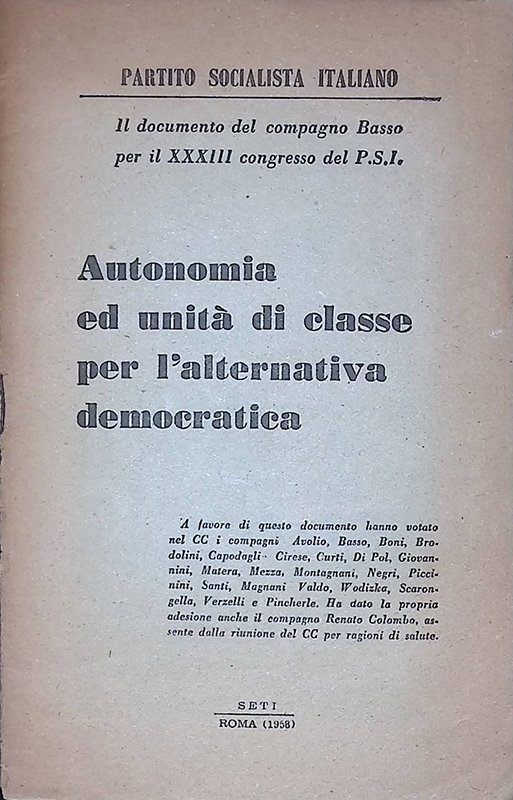 PARTITO SOCIALISTA ITALIANO
Il documento del compagno Basso
per il XXXIII congresso del P.S.I.
Autonomia
ed unità di classe
per l'alternativa
democratica
A favore di questo documento hanno votato
nel CC i compagni Avolio, Basso, Boni, Bro-
dolini, Capodagli Cirese, Curti, Di Pol, Giovan-
nini, Matera, Mezza, Montagnani, Negri, Picci-
nini, Santi, Magnani Valdo, Wodizka, Scaron-
gella, Verzelli e Pincherle. Ha dato la propria
adesione anche il compagno Renato Colombo, as-
sente dalla riunione del CC per ragioni di salute.
SETI
ROMA (1958)